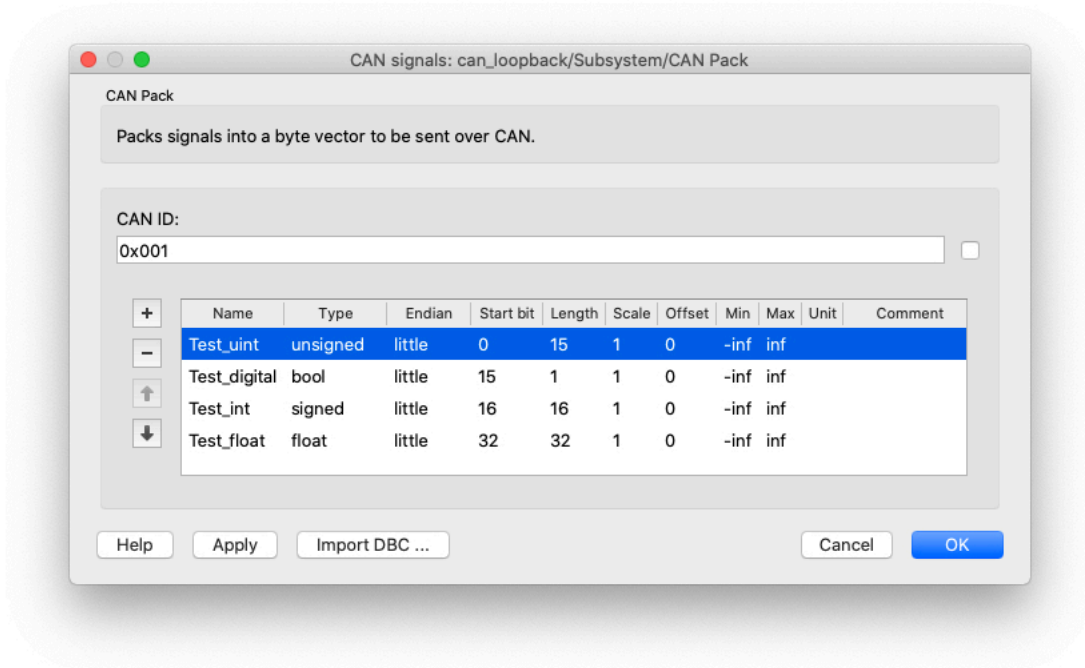 CAN signals: can_loopback/Subsystem/CAN Pack
CAN Pack
Packs signals into a byte vector to be sent over CAN.
CAN ID:
0x001
+
−
Name Type Endian Start bit Length Scale Offset Min Max Unit Comment
Test_uint unsigned little 0 15 1 0 -inf inf
Test_digital bool little 15 1 1 0 -inf inf
Test_int signed little 16 16 1 0 -inf inf
Test_float float little 32 32 1 0 -inf inf
Help Apply Import DBC ... Cancel OK